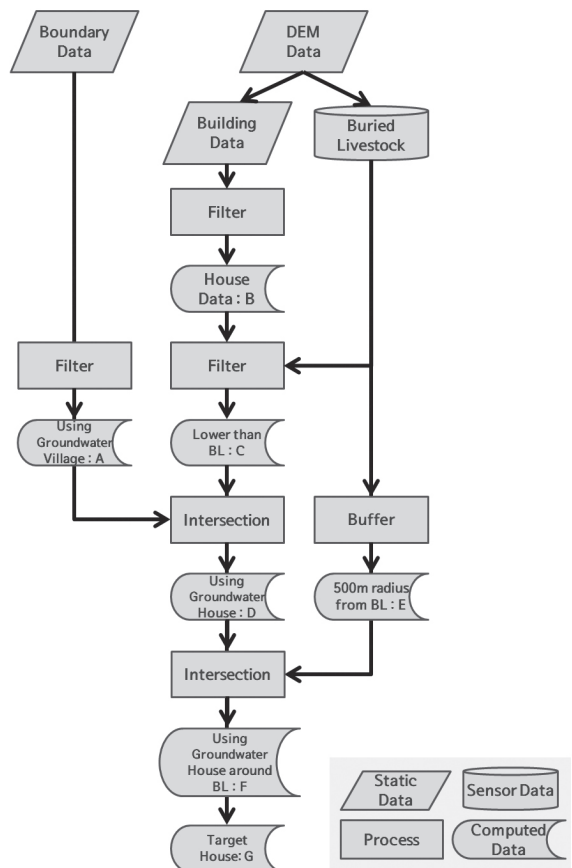 Boundary
Data
DEM
Data
Building
Data
Buried
Livestock
Filter
House
Data : B
Filter
Filter
Using
Groundwater
Village : A
Lower than
BL : C
Intersection
Buffer
Using
Groundwater
House : D
500m radius
from BL : E
Intersection
Using
Groundwater
House around
BL : F
Target
House: G
Static
Data
Sensor Data
Process
Computed
Data